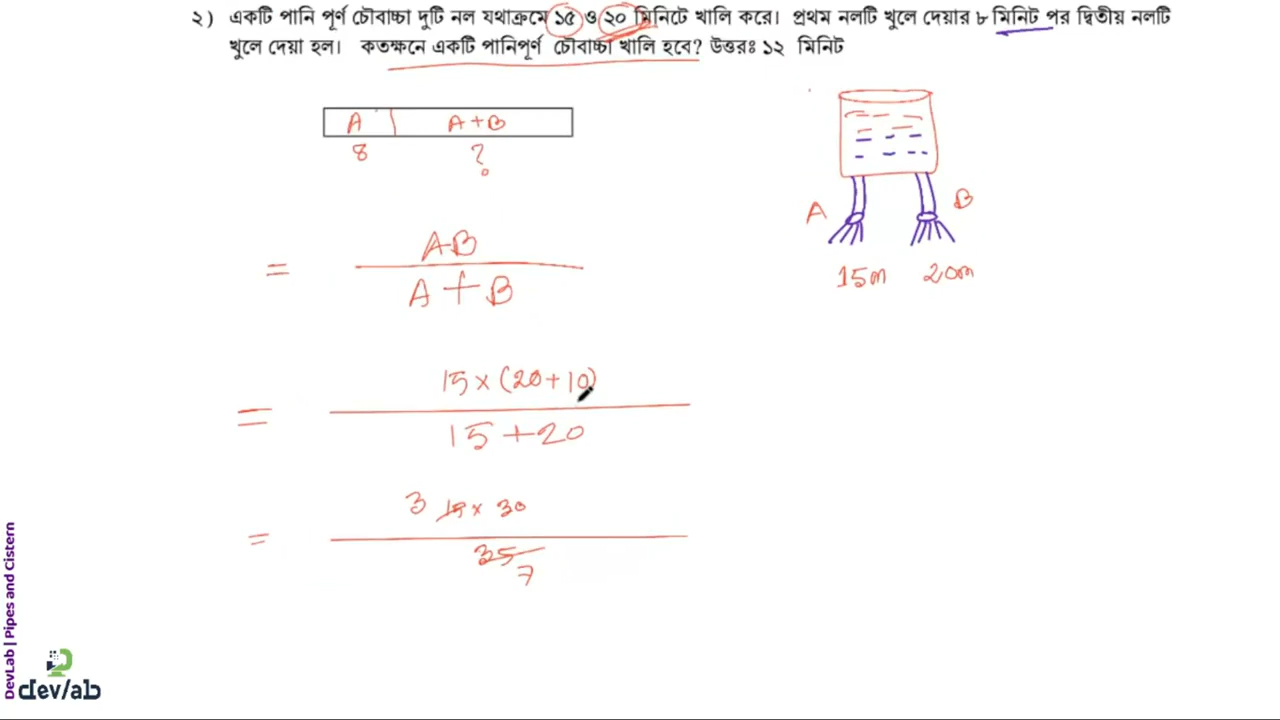 ২) একটি পানি পূর্ণ চৌবাচ্চা দুটি নল যথাক্রমে ১৫ ও ২০ মিনিটে খালি করে। প্রথম নলটি খুলে দেয়ার ৮ মিনিট পর দ্বিতীয় নলটি
খুলে দেয়া হল। কতক্ষনে একটি পানিপূর্ণ চৌবাচ্চা খালি হবে? উত্তরঃ ১২ মিনিট
A A+B
8 ?
A B
15m 20m
= AB
A + B
= 15 × (20+10)
15 + 20
= 3 15 × 30
35
7
DevLab | Pipes and Cistern
dev/ab